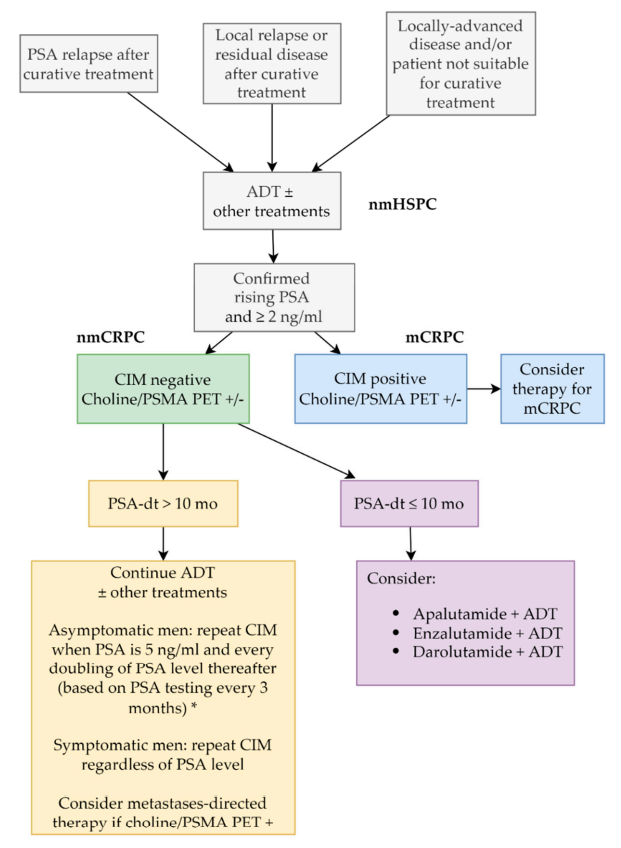 PSA relapse after
curative treatment
Local relapse or
residual disease
after curative
treatment
Locally-advanced
disease and/or
patient not suitable
for curative
treatment
ADT ±
other treatments
nmHSPC
Confirmed
rising PSA
and ≥ 2 ng/ml
nmCRPC
mCRPC
CIM negative
Choline/PSMA PET +/-
CIM positive
Choline/PSMA PET +/-
Consider
therapy for
mCRPC
PSA-dt > 10 mo
PSA-dt ≤ 10 mo
Continue ADT
± other treatments
Asymptomatic men: repeat CIM
when PSA is 5 ng/ml and every
doubling of PSA level thereafter
(based on PSA testing every 3
months) *
Symptomatic men: repeat CIM
regardless of PSA level
Consider metastases-directed
therapy if choline/PSMA PET +
Consider:
• Apalutamide + ADT
• Enzalutamide + ADT
• Darolutamide + ADT